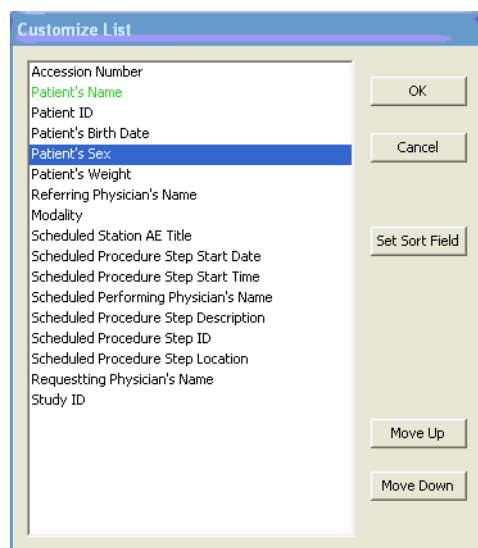 Customize List
Accession Number
Patient's Name
Patient ID
Patient's Birth Date
Patient's Sex
Patient's Weight
Referring Physician's Name
Modality
Scheduled Station AE Title
Scheduled Procedure Step Start Date
Scheduled Procedure Step Start Time
Scheduled Performing Physician's Name
Scheduled Procedure Step Description
Scheduled Procedure Step ID
Scheduled Procedure Step Location
Requestting Physician's Name
Study ID
OK
Cancel
Set Sort Field
Move Up
Move Down